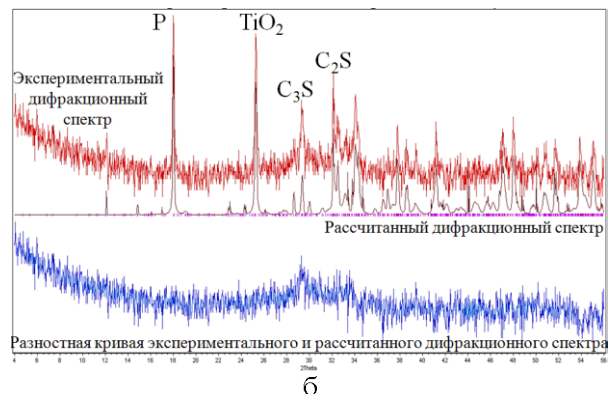 P
TiO₂
C₃S
C₂S
Экспериментальный
дифракционный
спектр
Рассчитанный дифракционный спектр
Разностная кривая экспериментального и рассчитанного дифракционного спектра
4 6 8 10 12 14 16 18 20 22 24 26 28 30 32 34 36 38 40 42 44 46 48 50 52 54 56
2Theta
б